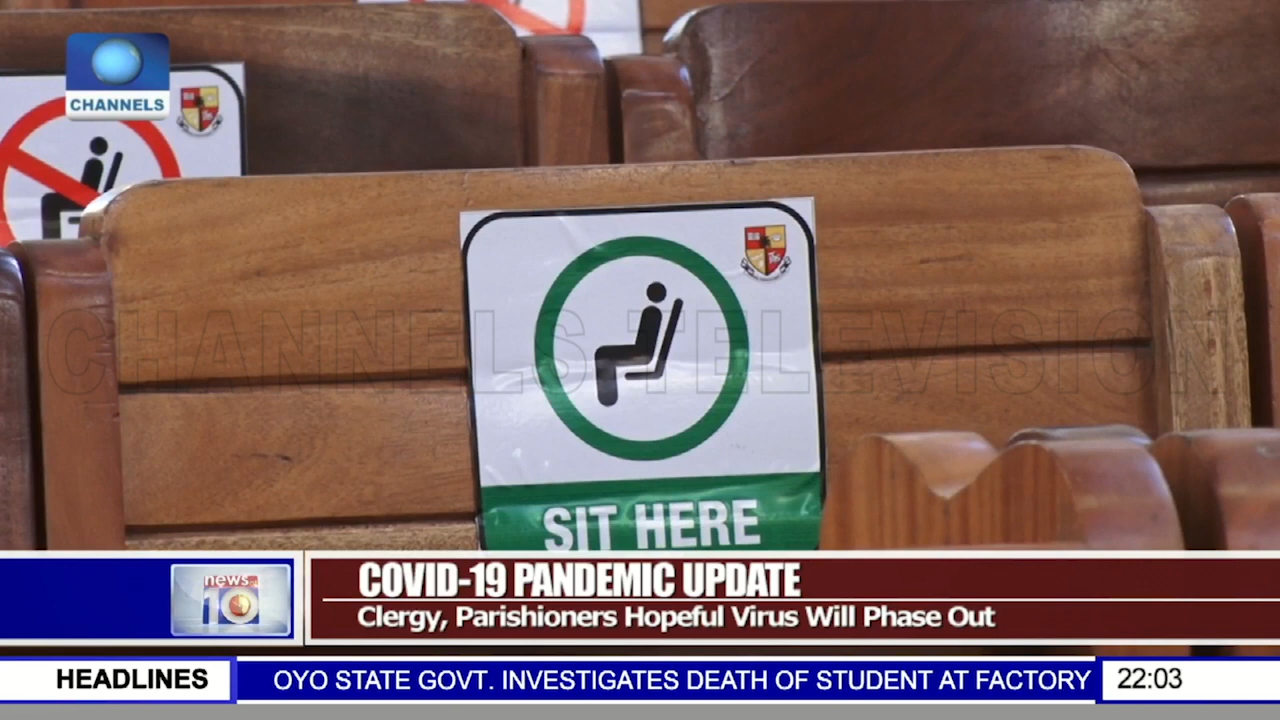 CHANNELS
CHANNELS TELEVISION
SIT HERE
news at
10
COVID-19 PANDEMIC UPDATE
Clergy, Parishioners Hopeful Virus Will Phase Out
HEADLINES
OYO STATE GOVT. INVESTIGATES DEATH OF STUDENT AT FACTORY
22:03